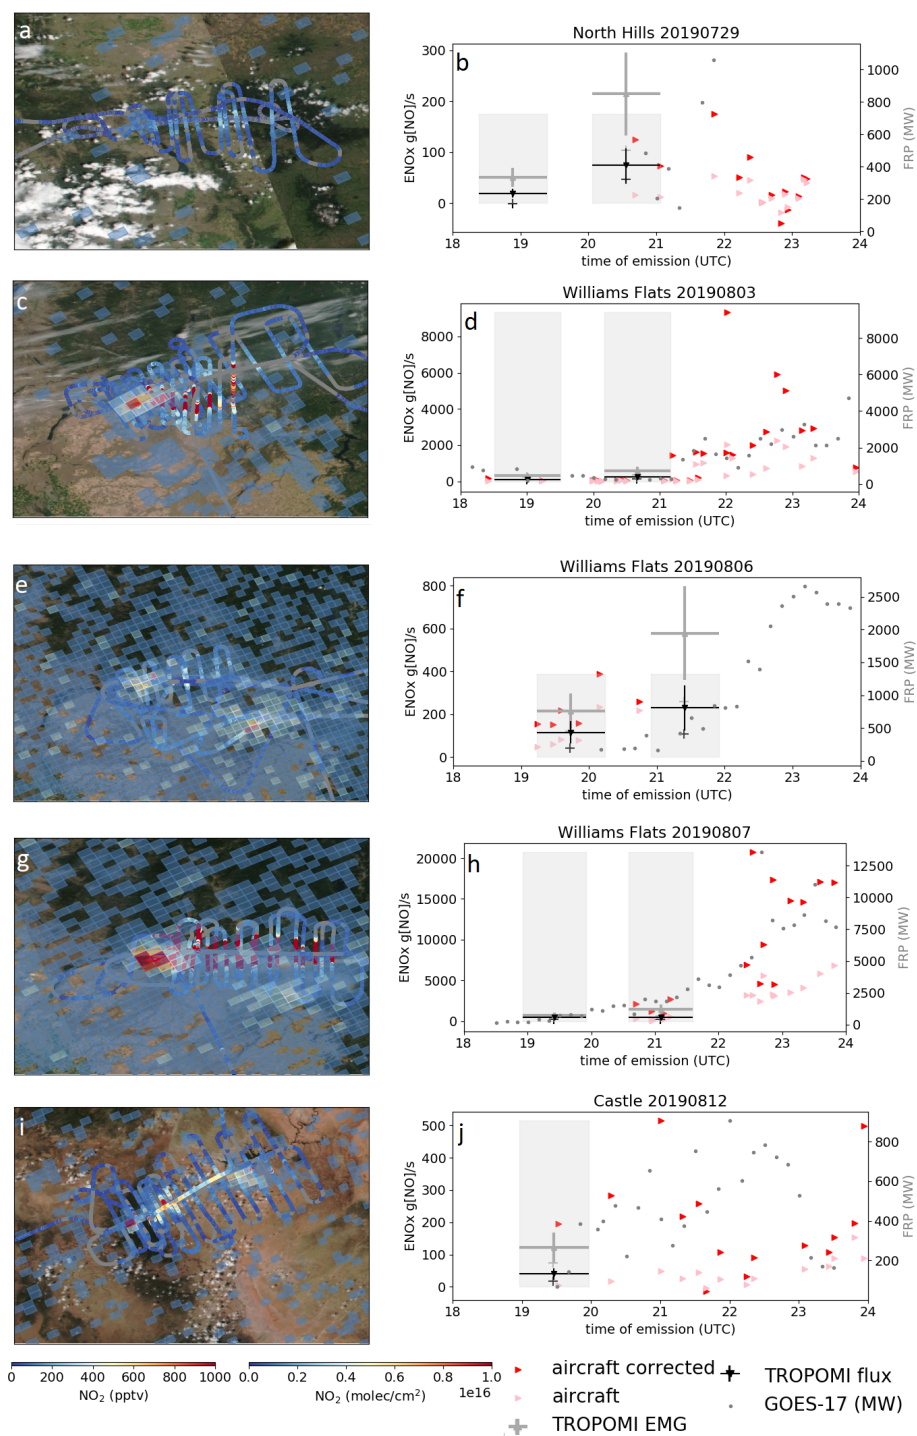 a
North Hills 20190729
b
300
200
100
0
ENOx g[NO]/s
1000
800
600
400
200
0
FRP (MW)
18 19 20 21 22 23 24
time of emission (UTC)
c
Williams Flats 20190803
d
8000
6000
4000
2000
0
ENOx g[NO]/s
8000
6000
4000
2000
0
FRP (MW)
18 19 20 21 22 23 24
time of emission (UTC)
e
Williams Flats 20190806
f
800
600
400
200
0
ENOx g[NO]/s
2500
2000
1500
1000
500
0
FRP (MW)
18 19 20 21 22 23 24
time of emission (UTC)
g
Williams Flats 20190807
h
20000
15000
10000
5000
0
ENOx g[NO]/s
12500
10000
7500
5000
2500
0
FRP (MW)
18 19 20 21 22 23 24
time of emission (UTC)
i
Castle 20190812
j
500
400
300
200
100
0
ENOx g[NO]/s
800
600
400
200
FRP (MW)
18 19 20 21 22 23 24
time of emission (UTC)
0 200 400 600 800 1000
NO₂ (pptv)
0.0 0.2 0.4 0.6 0.8 1.0
1e16
NO₂ (molec/cm²)
aircraft corrected
aircraft
TROPOMI EMG
TROPOMI flux
GOES-17 (MW)